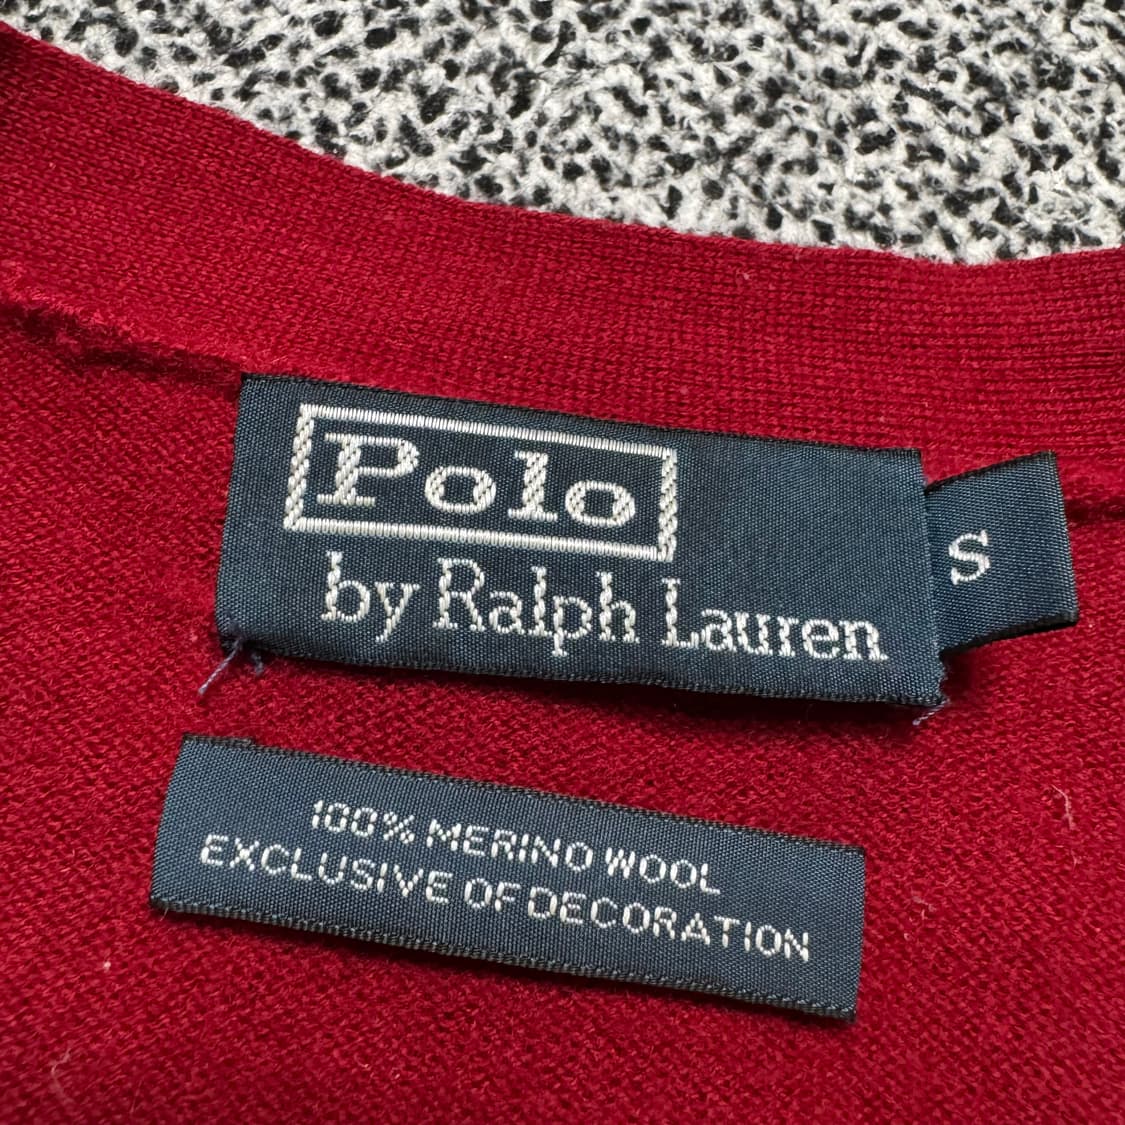 Polo
by Ralph Lauren
S
100% MERINO WOOL
EXCLUSIVE OF DECORATION